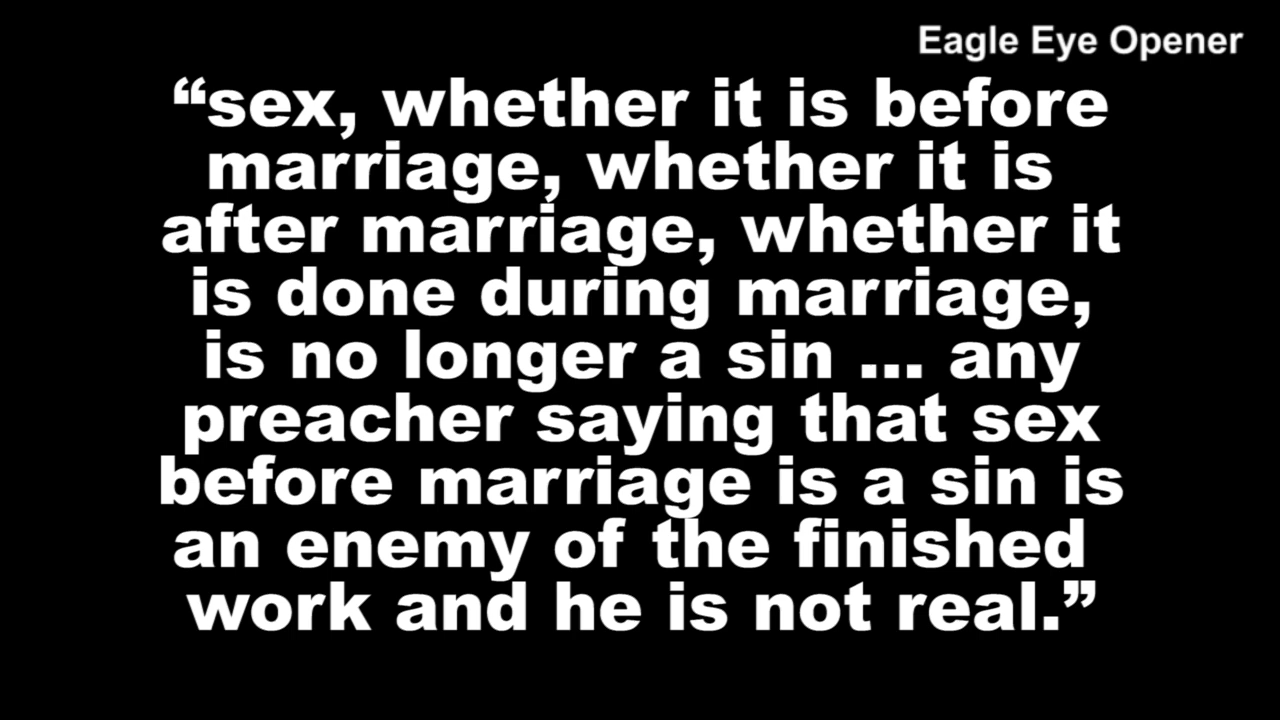 Eagle Eye Opener
“sex, whether it is before
marriage, whether it is
after marriage, whether it
is done during marriage,
is no longer a sin ... any
preacher saying that sex
before marriage is a sin is
an enemy of the finished
work and he is not real.”